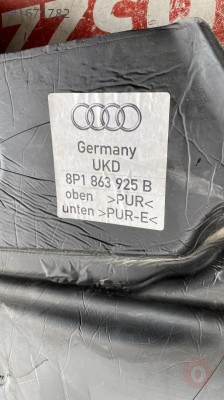 Germany
UKD
8P1 863 925 B
oben >PUR<
unten >PUR-E<